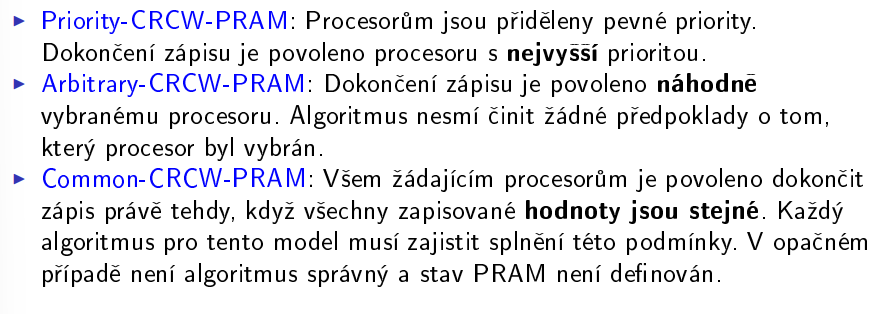 ▶ Priority-CRCW-PRAM: Procesorům jsou přiděleny pevné priority.
Dokončení zápisu je povoleno procesoru s nejvyšší prioritou.
▶ Arbitrary-CRCW-PRAM: Dokončení zápisu je povoleno náhodně
vybranému procesoru. Algoritmus nesmí činit žádné předpoklady o tom,
který procesor byl vybrán.
▶ Common-CRCW-PRAM: Všem žádajícím procesorům je povoleno dokončit
zápis právě tehdy, když všechny zapisované hodnoty jsou stejné. Každý
algoritmus pro tento model musí zajistit splnění této podmínky. V opačném
případě není algoritmus správný a stav PRAM není definován.